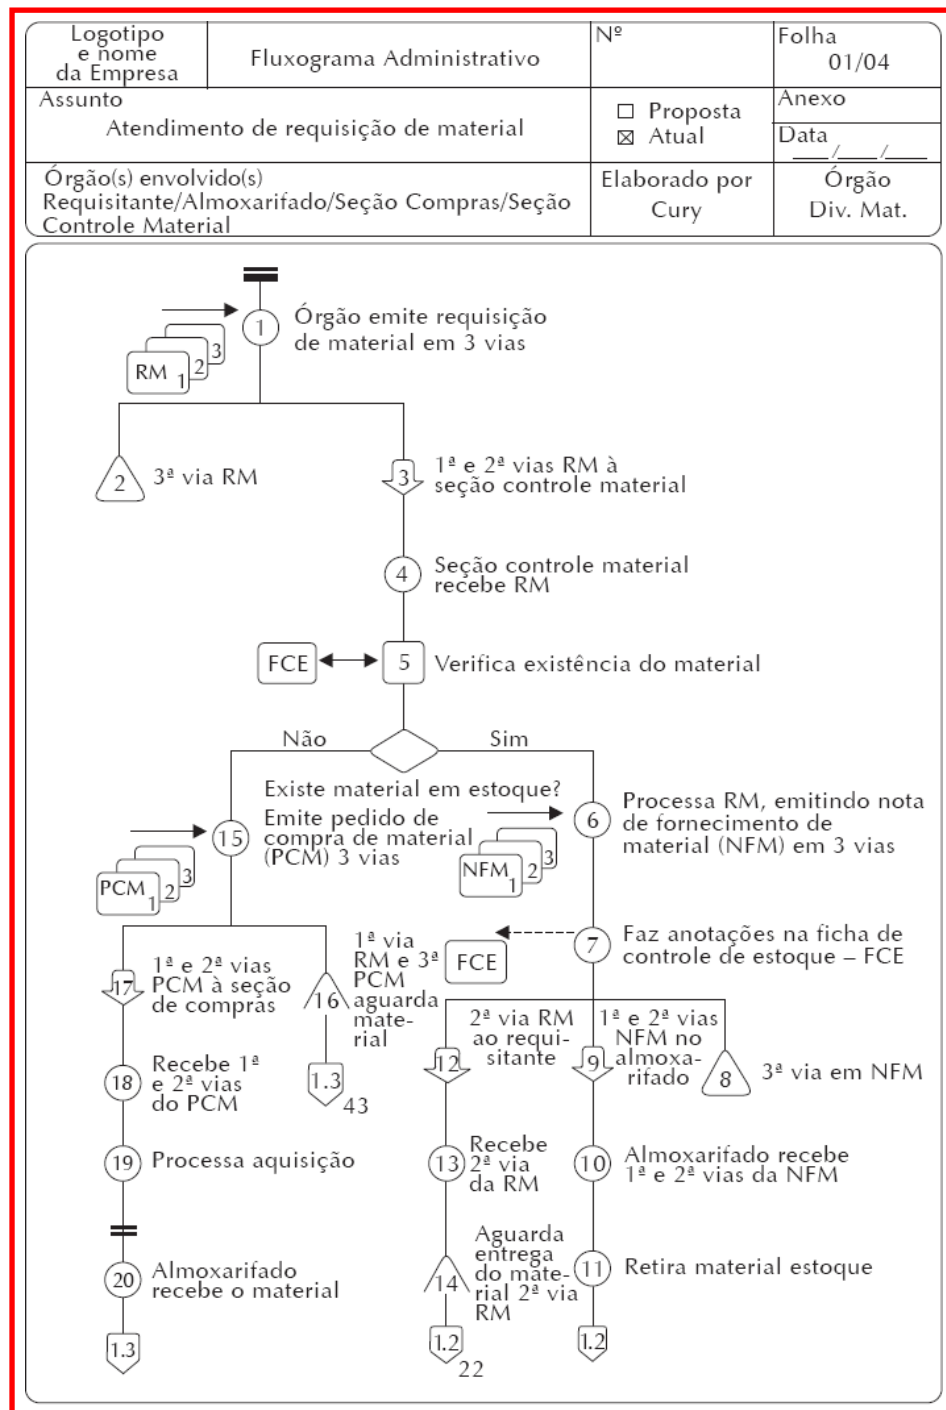 Logotipo
e nome
da Empresa
Fluxograma Administrativo
Nº
Folha
01/04
Assunto
Atendimento de requisição de material
☐ Proposta
☒ Atual
Anexo
Data
__/__/__
Órgão(s) envolvido(s)
Requisitante/Almoxarifado/Seção Compras/Seção
Controle Material
Elaborado por
Cury
Órgão
Div. Mat.
1
Órgão emite requisição
de material em 3 vias
RM 1
2
3
2
3ª via RM
3
1ª e 2ª vias RM à
seção controle material
4
Seção controle material
recebe RM
FCE
5
Verifica existência do material
Não
Sim
Existe material em estoque?
15
Emite pedido de
compra de material
(PCM) 3 vias
PCM 1
2
3
6
Processa RM, emitindo nota
de fornecimento de
material (NFM) em 3 vias
NFM 1
2
3
7
Faz anotações na ficha de
controle de estoque – FCE
FCE
17
1ª e 2ª vias
PCM à seção
de compras
16
1ª via
RM e 3ª
PCM
aguarda
mate-
rial
1.3
43
12
2ª via RM
ao requi-
sitante
9
1ª e 2ª vias
NFM no
almoxa-
rifado
8
3ª via em NFM
18
Recebe 1ª
e 2ª vias
do PCM
19
Processa aquisição
13
Recebe
2ª via
da RM
10
Almoxarifado recebe
1ª e 2ª vias da NFM
20
Almoxarifado
recebe o material
1.3
14
Aguarda
entrega
do mate-
rial 2ª via
RM
1.2
22
11
Retira material estoque
1.2